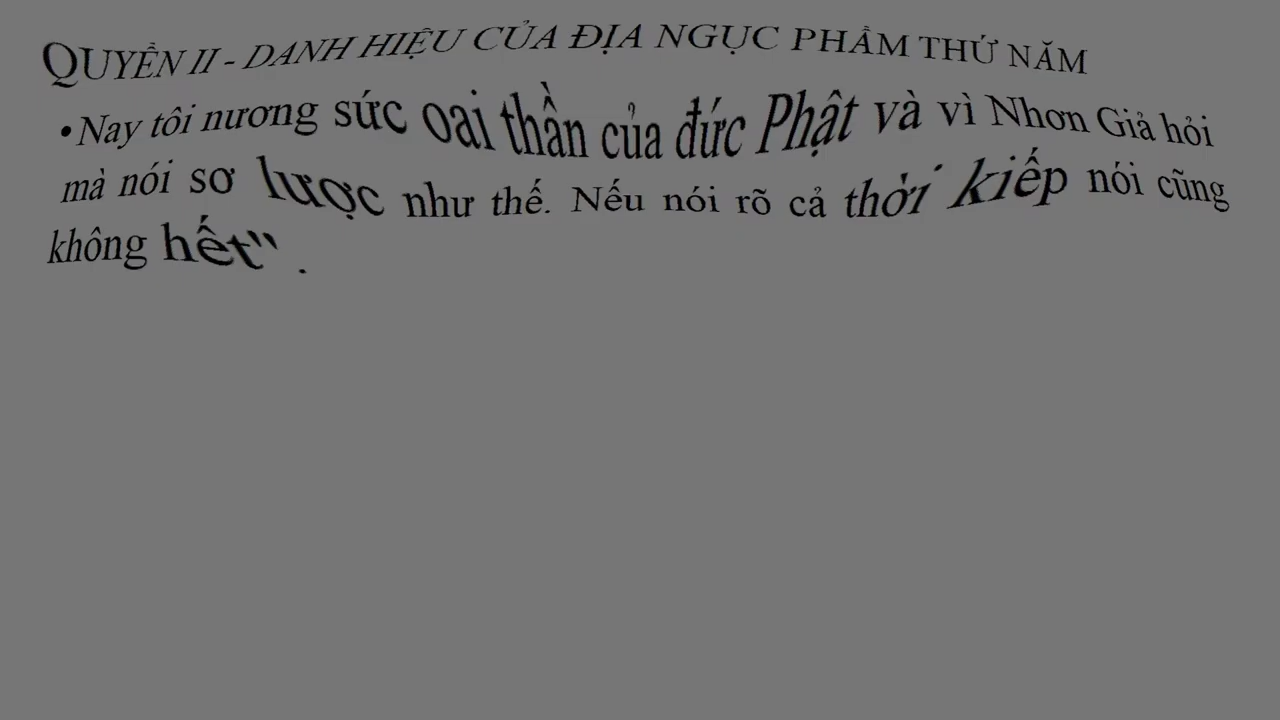 QUYỂN II - DANH HIỆU CỦA ĐỊA NGỤC PHẨM THỨ NĂM
•Nay tôi nương sức oai thần của đức Phật và vì Nhơn Giả hỏi
mà nói sơ lược như thế. Nếu nói rõ cả thời kiếp nói cũng
không hết" .